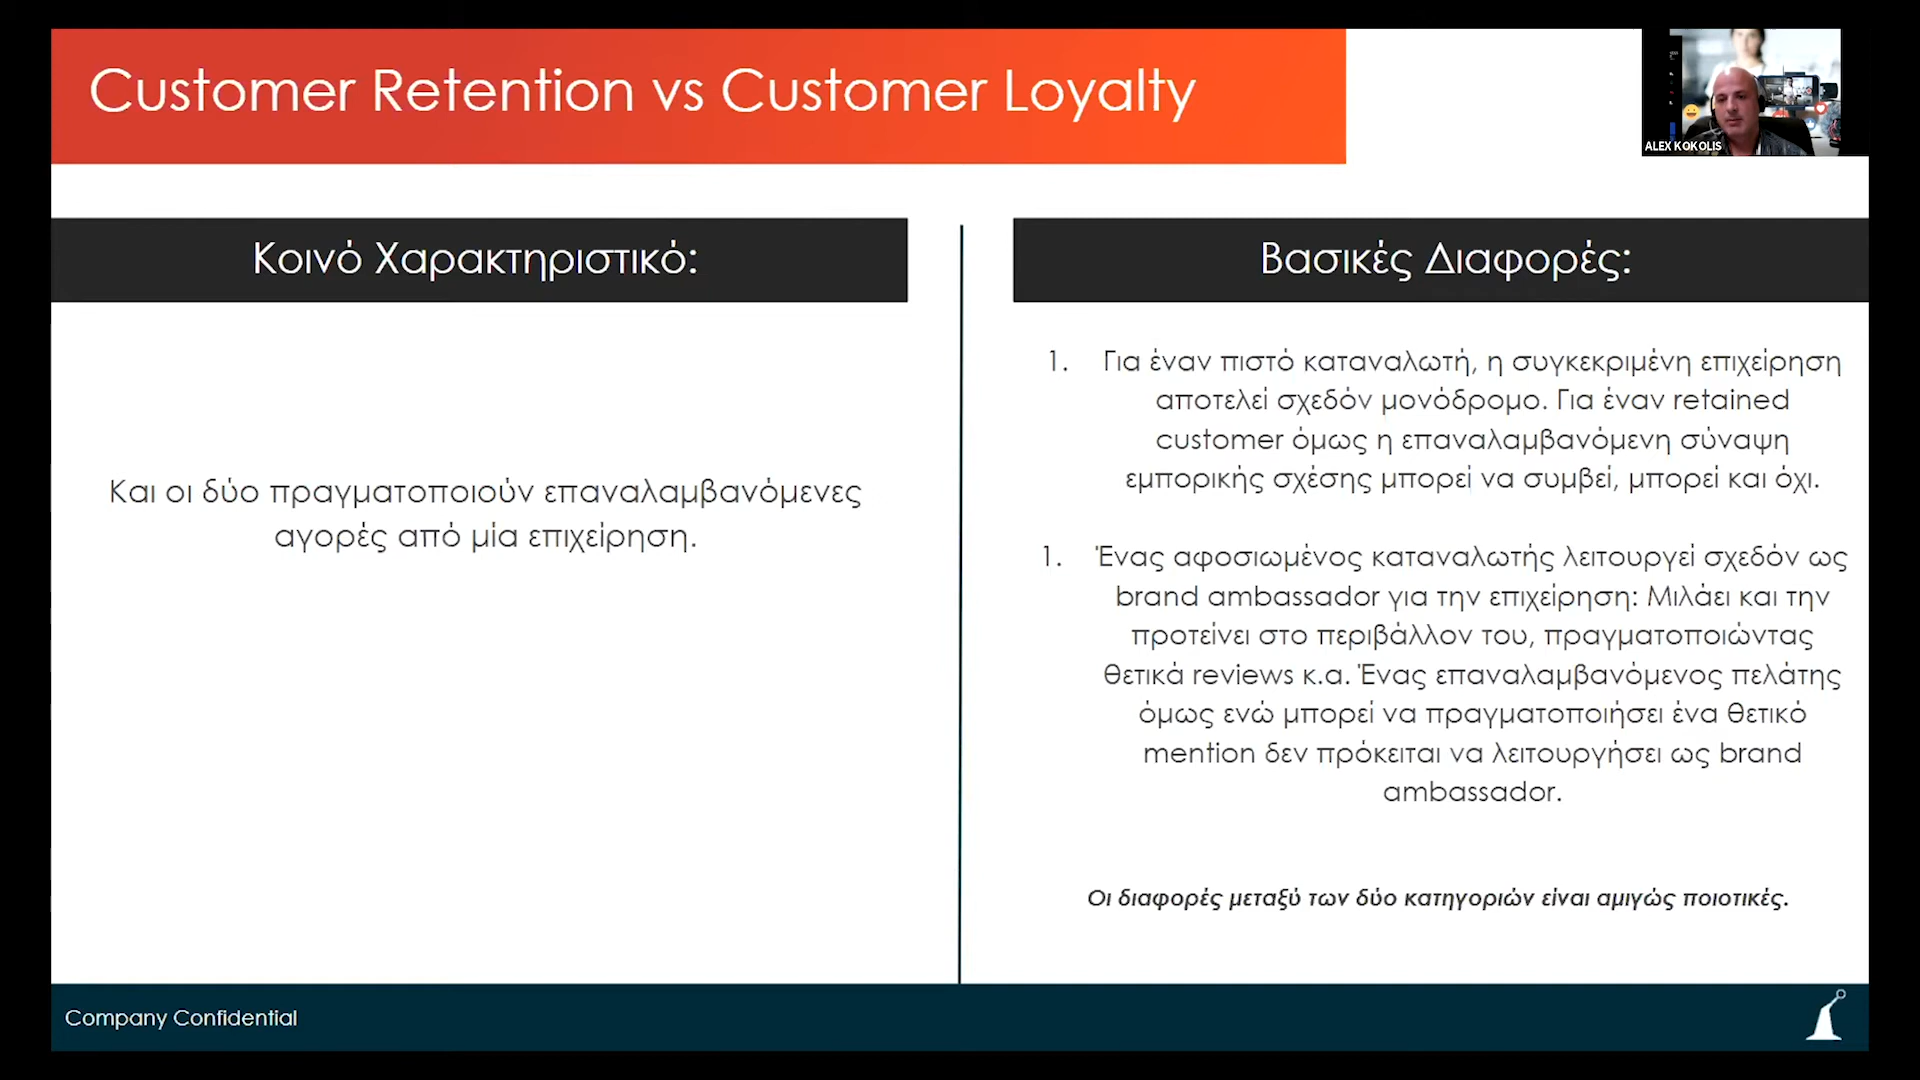 Customer Retention vs Customer Loyalty
ALEX KOKOLIS
Κοινό Χαρακτηριστικό:
Και οι δύο πραγματοποιούν επαναλαμβανόμενες
αγορές από μία επιχείρηση.
Βασικές Διαφορές:
1. Για έναν πιστό καταναλωτή, η συγκεκριμένη επιχείρηση
αποτελεί σχεδόν μονόδρομο. Για έναν retained
customer όμως η επαναλαμβανόμενη σύναψη
εμπορικής σχέσης μπορεί να συμβεί, μπορεί και όχι.
1. Ένας αφοσιωμένος καταναλωτής λειτουργεί σχεδόν ως
brand ambassador για την επιχείρηση: Μιλάει και την
προτείνει στο περιβάλλον του, πραγματοποιώντας
θετικά reviews κ.α. Ένας επαναλαμβανόμενος πελάτης
όμως ενώ μπορεί να πραγματοποιήσει ένα θετικό
mention δεν πρόκειται να λειτουργήσει ως brand
ambassador.
Οι διαφορές μεταξύ των δύο κατηγοριών είναι αμιγώς ποιοτικές.
Company Confidential